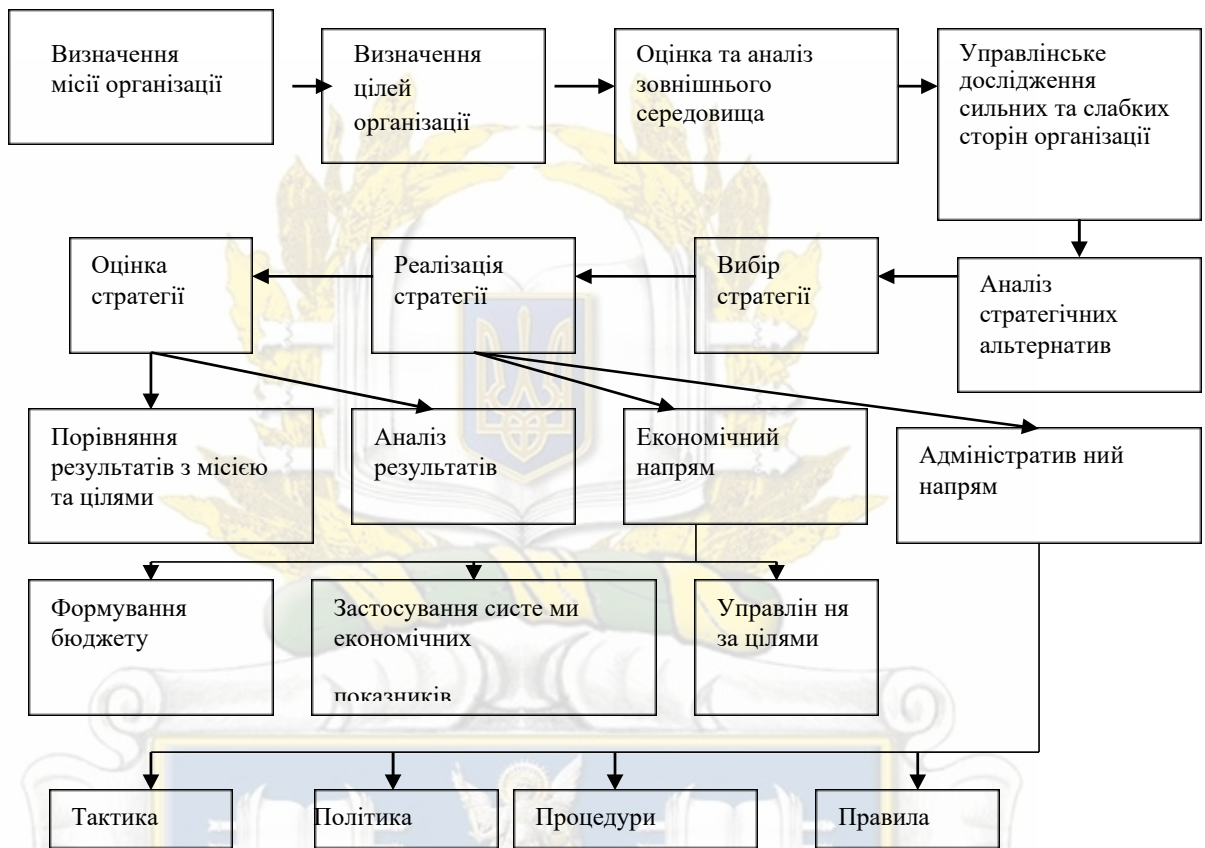 Визначення
місії організації
Визначення
цілей
організації
Оцінка та аналіз
зовнішнього
середовища
Управлінське
дослідження
сильних та слабких
сторін організації
Оцінка
стратегії
Реалізація
стратегії
Вибір
стратегії
Аналіз
стратегічних
альтернатив
Порівняння
результатів з місією
та цілями
Аналіз
результатів
Економічний
напрям
Адміністратив ний
напрям
Формування
бюджету
Застосування систе ми
економічних
показників
Управлін ня
за цілями
Тактика
Політика
Процедури
Правила